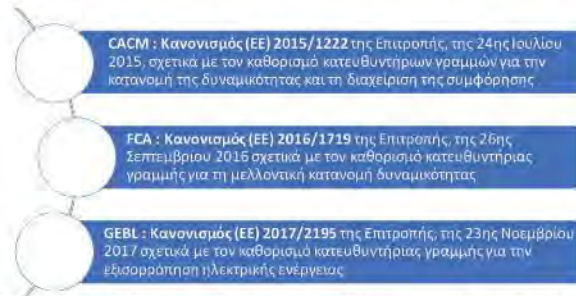 CACM : Κανονισμός (ΕΕ) 2015/1222 της Επιτροπής, της 24ης Ιουλίου
2015, σχετικά με τον καθορισμό κατευθυντήριων γραμμών για την
κατανομή της δυναμικότητας και τη διαχείριση της συμφόρησης
FCA : Κανονισμός (ΕΕ) 2016/1719 της Επιτροπής, της 26ης
Σεπτεμβρίου 2016 σχετικά με τον καθορισμό κατευθυντήριας
γραμμής για τη μελλοντική κατανομή δυναμικότητας
GEBL : Κανονισμός (ΕΕ) 2017/2195 της Επιτροπής, της 23ης Νοεμβρίου
2017 σχετικά με τον καθορισμό κατευθυντήριας γραμμής για την
εξισορρόπηση ηλεκτρικής ενέργειας